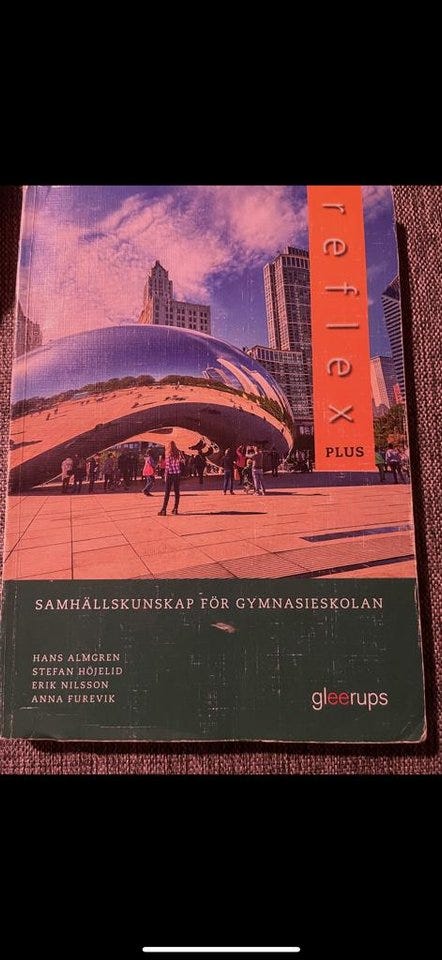 reflex
PLUS
SAMHÄLLSKUNSKAP FÖR GYMNASIESKOLAN
HANS ALMGREN
STEFAN HÖJELID
ERIK NILSSON
ANNA FUREVIK
gleerups